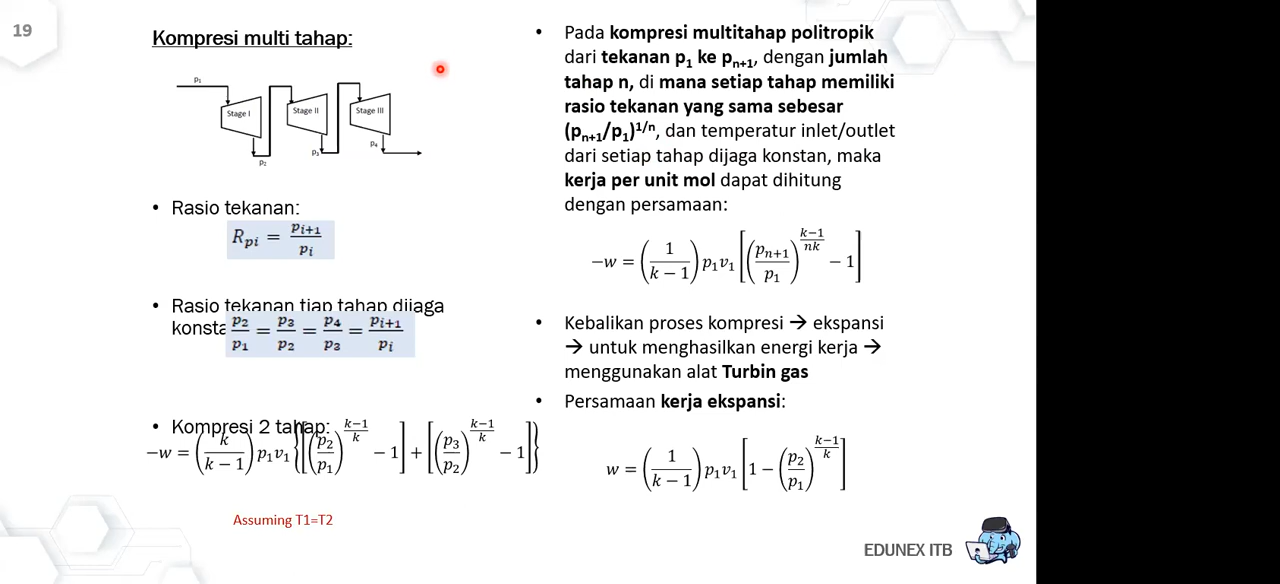 19
Kompresi multi tahap:
p₁
Stage I
Stage II
Stage III
p₂
p₃
p₄
• Rasio tekanan:
R_{pi} = p_{i+1}/p_i
• Rasio tekanan tiap tahap dijaga
konsta
p₂/p₁ = p₃/p₂ = p₄/p₃ = p_{i+1}/p_i
• Kompresi 2 tahap:
−w = (k/(k−1)) p₁v₁ {[(p₂/p₁)^{(k−1)/k} − 1] + [(p₃/p₂)^{(k−1)/k} − 1]}
Assuming T1=T2
• Pada kompresi multitahap politropik
dari tekanan p₁ ke pₙ₊₁, dengan jumlah
tahap n, di mana setiap tahap memiliki
rasio tekanan yang sama sebesar
(pₙ₊₁/p₁)^{1/n}, dan temperatur inlet/outlet
dari setiap tahap dijaga konstan, maka
kerja per unit mol dapat dihitung
dengan persamaan:
−w = (1/(k−1)) p₁v₁ [(pₙ₊₁/p₁)^{(k−1)/nk} − 1]
• Kebalikan proses kompresi → ekspansi
→ untuk menghasilkan energi kerja →
menggunakan alat Turbin gas
• Persamaan kerja ekspansi:
w = (1/(k−1)) p₁v₁ [1 − (p₂/p₁)^{(k−1)/k}]
EDUNEX ITB